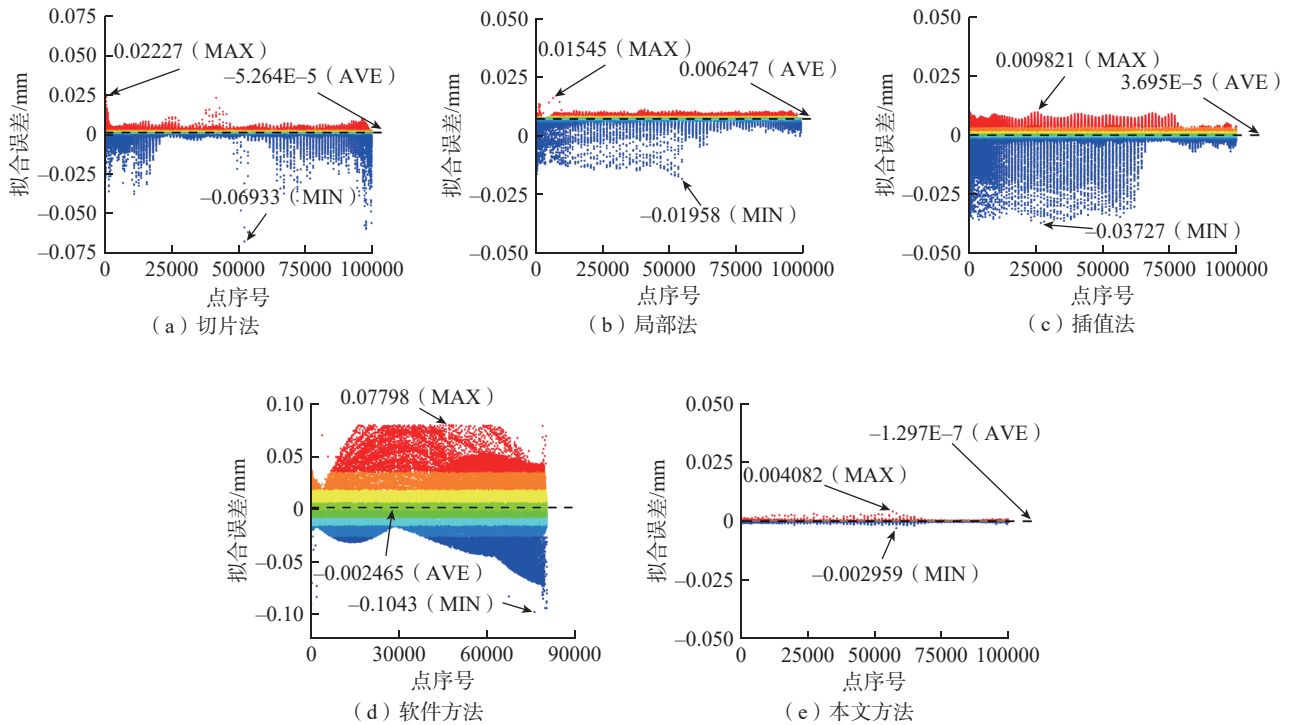 0.075
0.050
0.025
0
−0.025
−0.050
−0.075
拟合误差/mm
0.02227（MAX）
−5.264E−5（AVE）
−0.06933（MIN）
0 25000 50000 75000 100000
点序号
（a）切片法
0.050
0.025
0
−0.025
−0.050
拟合误差/mm
0.01545（MAX）
0.006247（AVE）
−0.01958（MIN）
0 25000 50000 75000 100000
点序号
（b）局部法
0.050
0.025
0
−0.025
−0.050
拟合误差/mm
0.009821（MAX）
3.695E−5（AVE）
−0.03727（MIN）
0 25000 50000 75000 100000
点序号
（c）插值法
0.10
0.05
0
−0.05
−0.10
拟合误差/mm
0.07798（MAX）
−0.002465（AVE）
−0.1043（MIN）
0 30000 60000 90000
点序号
（d）软件方法
0.050
0.025
0
−0.025
−0.050
拟合误差/mm
−1.297E−7（AVE）
0.004082（MAX）
−0.002959（MIN）
0 25000 50000 75000 100000
点序号
（e）本文方法